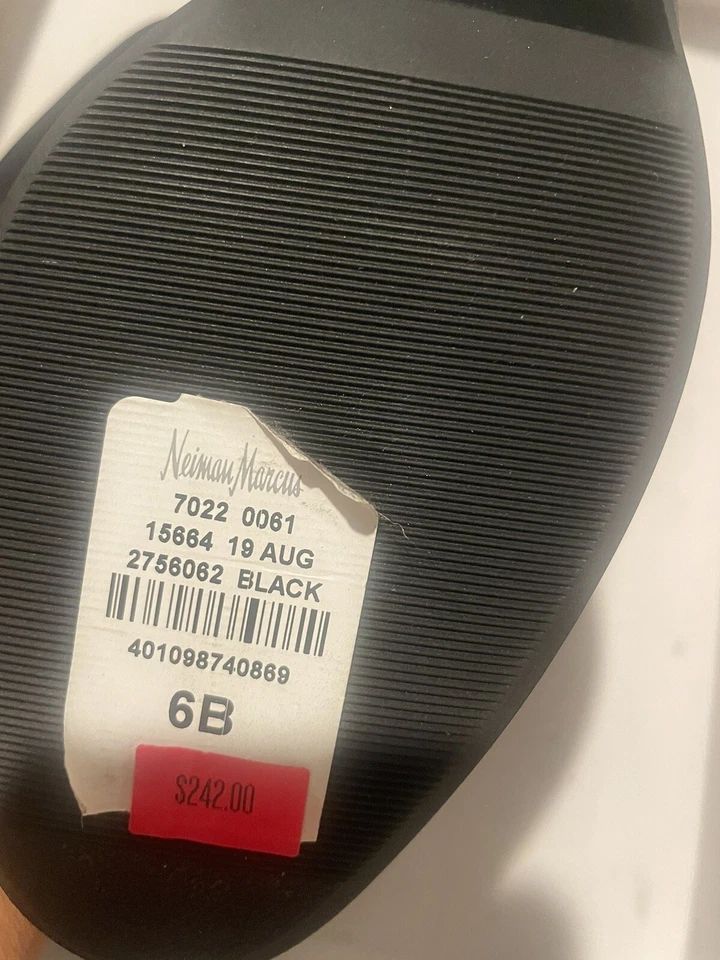 Neiman Marcus
7022 0061
15664 19 AUG
2756062 BLACK
401098740869
6B
$242.00